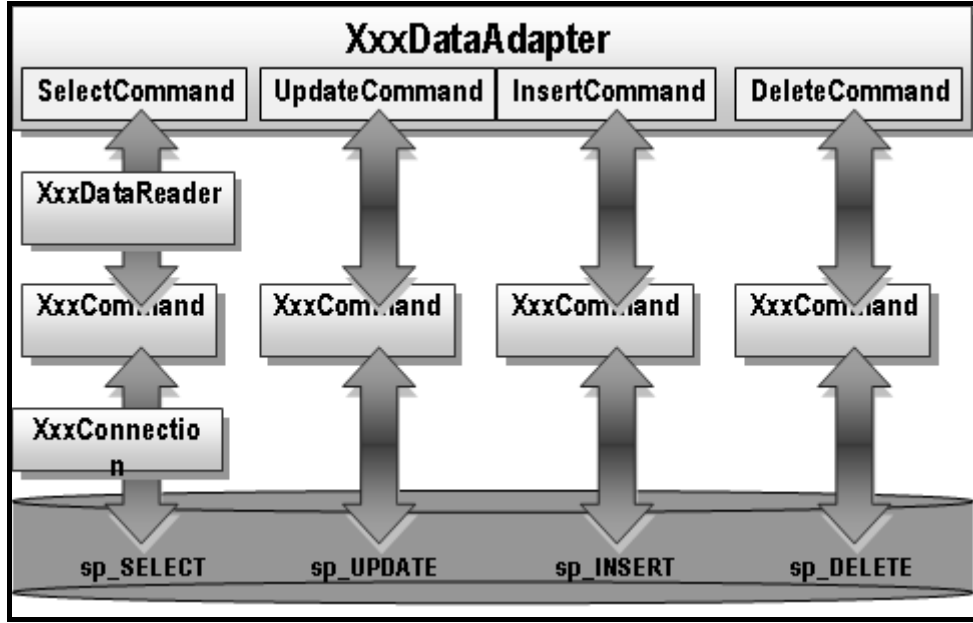 XxxDataAdapter
SelectCommand UpdateCommand InsertCommand DeleteCommand
XxxDataReader
XxxCommand XxxCommand XxxCommand XxxCommand
XxxConnectio
n
sp_SELECT sp_UPDATE sp_INSERT sp_DELETE